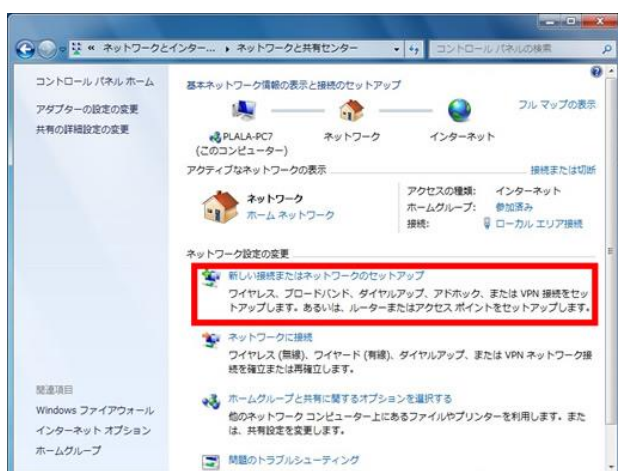 « ネットワークとインター... ▸ ネットワークと共有センター
コントロール パネルの検索
コントロール パネル ホーム
アダプターの設定の変更
共有の詳細設定の変更
関連項目
Windows ファイアウォール
インターネット オプション
ホームグループ
基本ネットワーク情報の表示と接続のセットアップ
フル マップの表示
PLALA-PC7
(このコンピューター)
ネットワーク
インターネット
アクティブなネットワークの表示
接続または切断
ネットワーク
ホーム ネットワーク
アクセスの種類: インターネット
ホームグループ: 参加済み
接続: ローカル エリア接続
ネットワーク設定の変更
新しい接続またはネットワークのセットアップ
ワイヤレス、ブロードバンド、ダイヤルアップ、アドホック、または VPN 接続をセッ
トアップします。あるいは、ルーターまたはアクセス ポイントをセットアップします。
ネットワークに接続
ワイヤレス (無線)、ワイヤード (有線)、ダイヤルアップ、または VPN ネットワーク接
続を確立または再確立します。
ホームグループと共有に関するオプションを選択する
他のネットワーク コンピューター上にあるファイルやプリンターを利用します。また
は、共有設定を変更します。
問題のトラブルシューティング